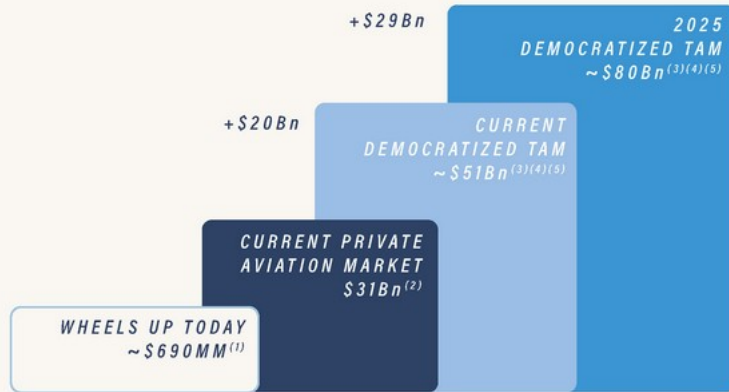 +$29Bn
2025
DEMOCRATIZED TAM
~$80Bn(3)(4)(5)
+$20Bn
CURRENT
DEMOCRATIZED TAM
~$51Bn(3)(4)(5)
CURRENT PRIVATE
AVIATION MARKET
$31Bn(2)
WHEELS UP TODAY
~$690MM(1)